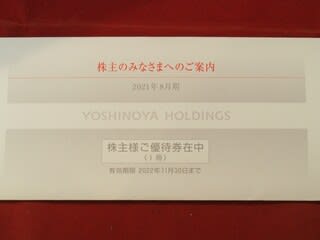 株主のみなさまへのご案内
2021年8月期
YOSHINOYA HOLDINGS
株主様ご優待券在中
(1冊)
有効期限 2022年11月30日まで